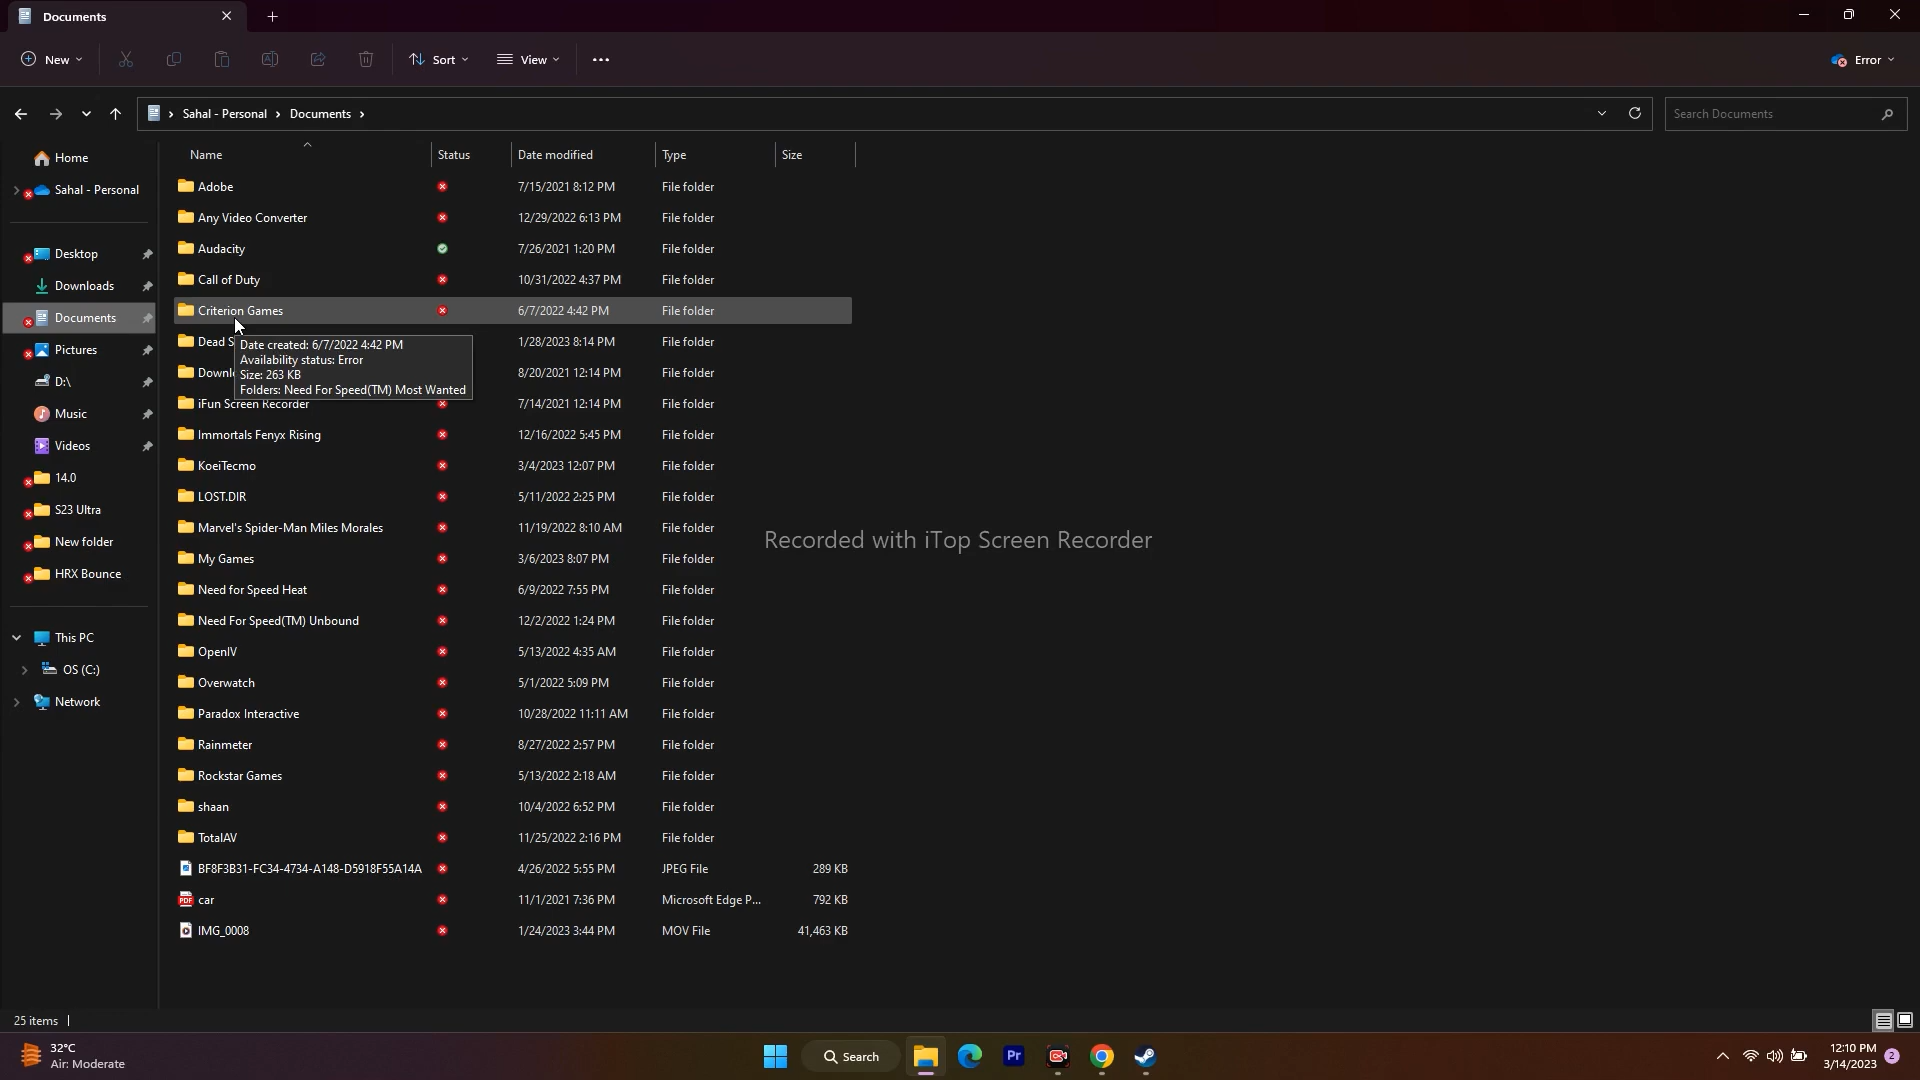 Documents
New
Sort
View
Error
Sahal - Personal
Documents
Search Documents
Home
Sahal - Personal
Desktop
Downloads
Documents
Pictures
D:\
Music
Videos
14.0
S23 Ultra
New folder
HRX Bounce
This PC
OS (C:)
Network
Name Status Date modified Type Size
Adobe 7/15/2021 8:12 PM File folder
Any Video Converter 12/29/2022 6:13 PM File folder
Audacity 7/26/2021 1:20 PM File folder
Call of Duty 10/31/2022 4:37 PM File folder
Criterion Games 6/7/2022 4:42 PM File folder
Dead S 1/28/2023 8:14 PM File folder
Downl 8/20/2021 12:14 PM File folder
Date created: 6/7/2022 4:42 PM
Availability status: Error
Size: 263 KB
Folders: Need For Speed(TM) Most Wanted
iFun Screen Recorder 7/14/2021 12:14 PM File folder
Immortals Fenyx Rising 12/16/2022 5:45 PM File folder
KoeiTecmo 3/4/2023 12:07 PM File folder
LOST.DIR 5/11/2022 2:25 PM File folder
Marvel's Spider-Man Miles Morales 11/19/2022 8:10 AM File folder
My Games 3/6/2023 8:07 PM File folder
Need for Speed Heat 6/9/2022 7:55 PM File folder
Need For Speed(TM) Unbound 12/2/2022 1:24 PM File folder
OpenIV 5/13/2022 4:35 AM File folder
Overwatch 5/1/2022 5:09 PM File folder
Paradox Interactive 10/28/2022 11:11 AM File folder
Rainmeter 8/27/2022 2:57 PM File folder
Rockstar Games 5/13/2022 2:18 AM File folder
shaan 10/4/2022 6:52 PM File folder
TotalAV 11/25/2022 2:16 PM File folder
BF8F3B31-FC34-4734-A148-D5918F55A14A 4/26/2022 5:55 PM JPEG File 289 KB
PDF car 11/1/2021 7:36 PM Microsoft Edge P... 792 KB
IMG_0008 1/24/2023 3:44 PM MOV File 41,463 KB
Recorded with iTop Screen Recorder
25 items
32°C
Air: Moderate
Search
Pr
12:10 PM
3/14/2023
2